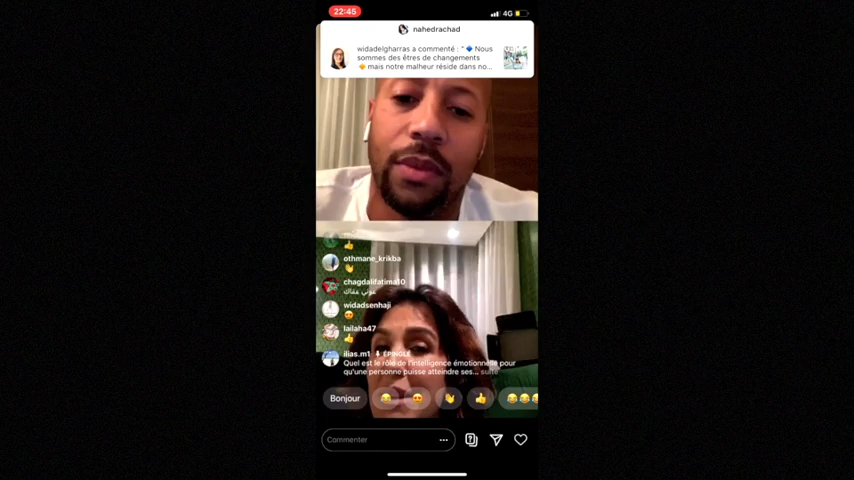 22:45
4G
nahedrachad
widadelgharras a commenté : " 🔷 Nous
sommes des êtres de changements
🔶 mais notre malheur réside dans no...
👍
othmane_krikba
👋
chagdalifatima10
صوتي عفاك
widadsenhaji
😍
lailaha47
👍
ilias.m1 📌 ÉPINGLÉ
Quel est le rôle de l'intelligence émotionnelle pour
qu'une personne puisse atteindre ses... suite
Bonjour 😂 😍 👋 👍 😂😂😂
Commenter ...